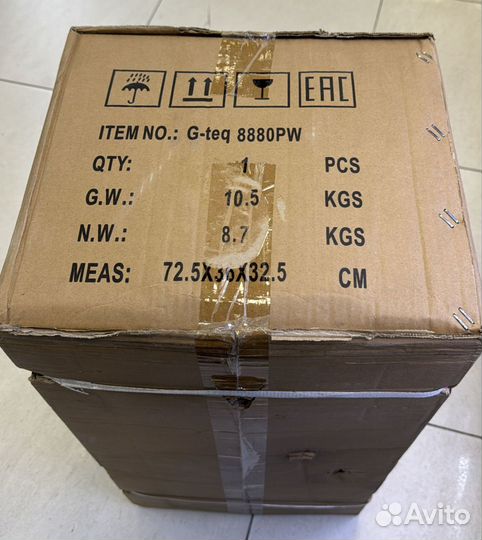 EAC
ITEM NO.: G-teq 8880PW
QTY: 1 PCS
G.W.: 10.5 KGS
N.W.: 8.7 KGS
MEAS: 72.5X36X32.5 CM
Avito